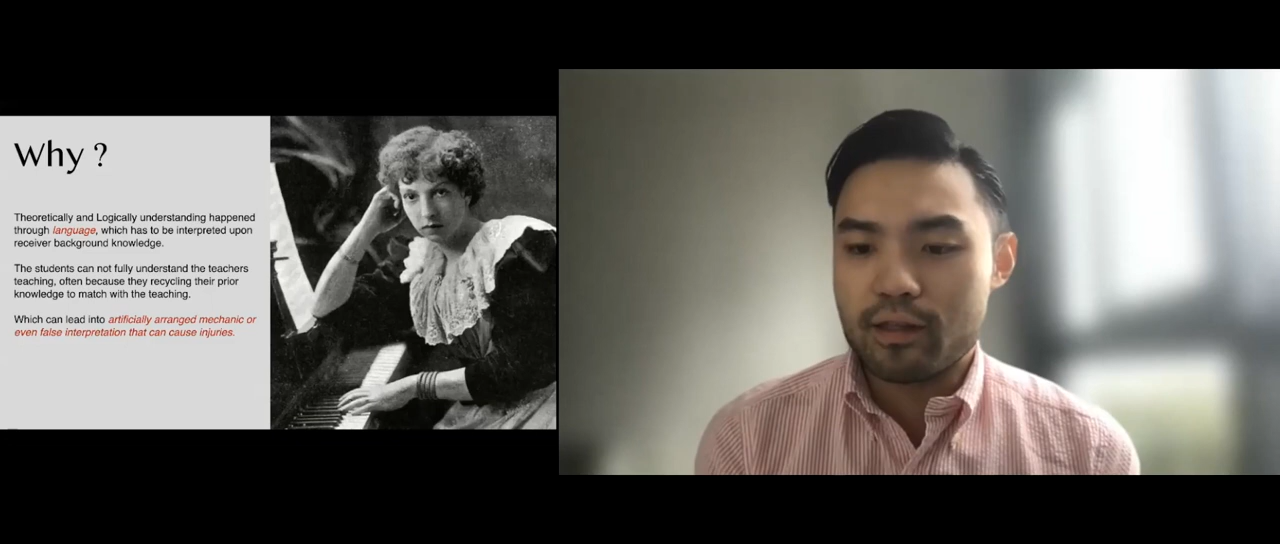 Why ?
Theoretically and Logically understanding happened
through language, which has to be interpreted upon
receiver background knowledge.
The students can not fully understand the teachers
teaching, often because they recycling their prior
knowledge to match with the teaching.
Which can lead into artificially arranged mechanic or
even false interpretation that can cause injuries.